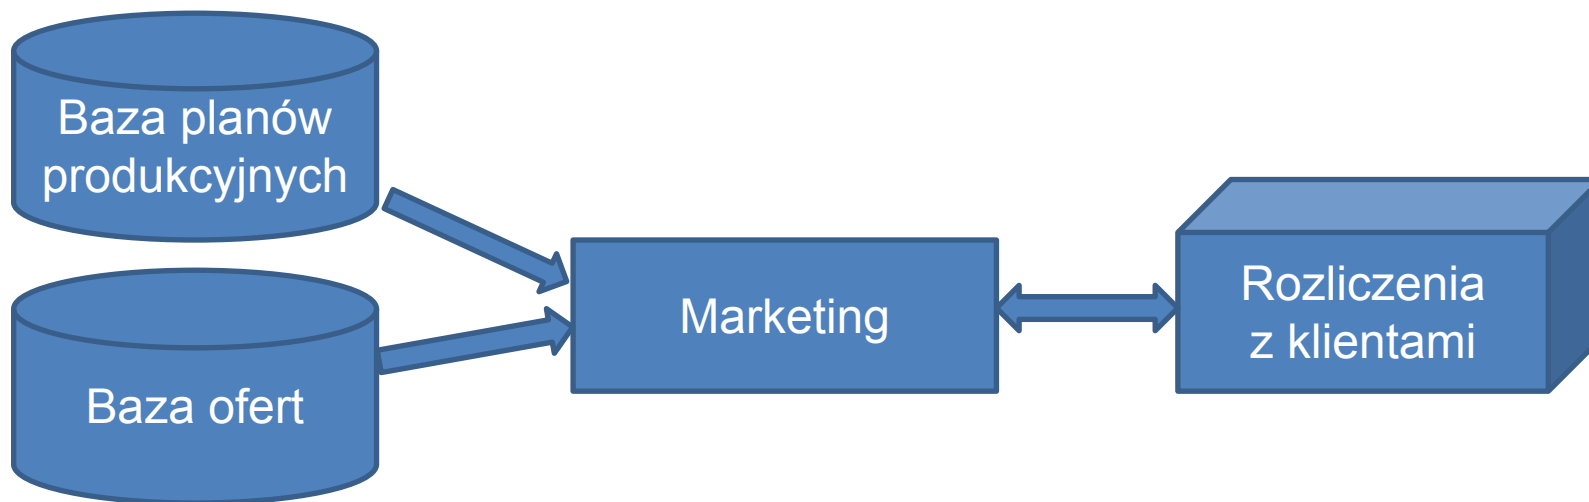 Baza planów
produkcyjnych
Baza ofert
Marketing
Rozliczenia
z klientami